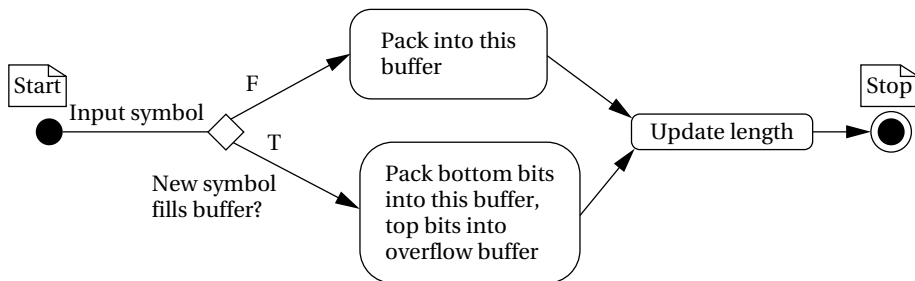 Start
Input symbol
F
T
New symbol
fills buffer?
Pack into this
buffer
Pack bottom bits
into this buffer,
top bits into
overflow buffer
Update length
Stop